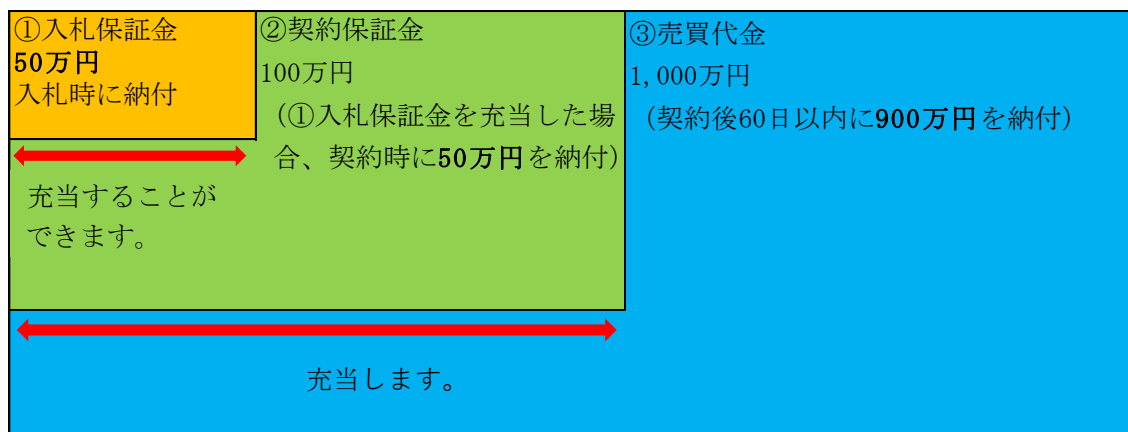 ①入札保証金
50万円
入札時に納付
充当することが
できます。
②契約保証金
100万円
（①入札保証金を充当した場
合、契約時に50万円を納付）
③売買代金
1,000万円
（契約後60日以内に900万円を納付）
充当します。